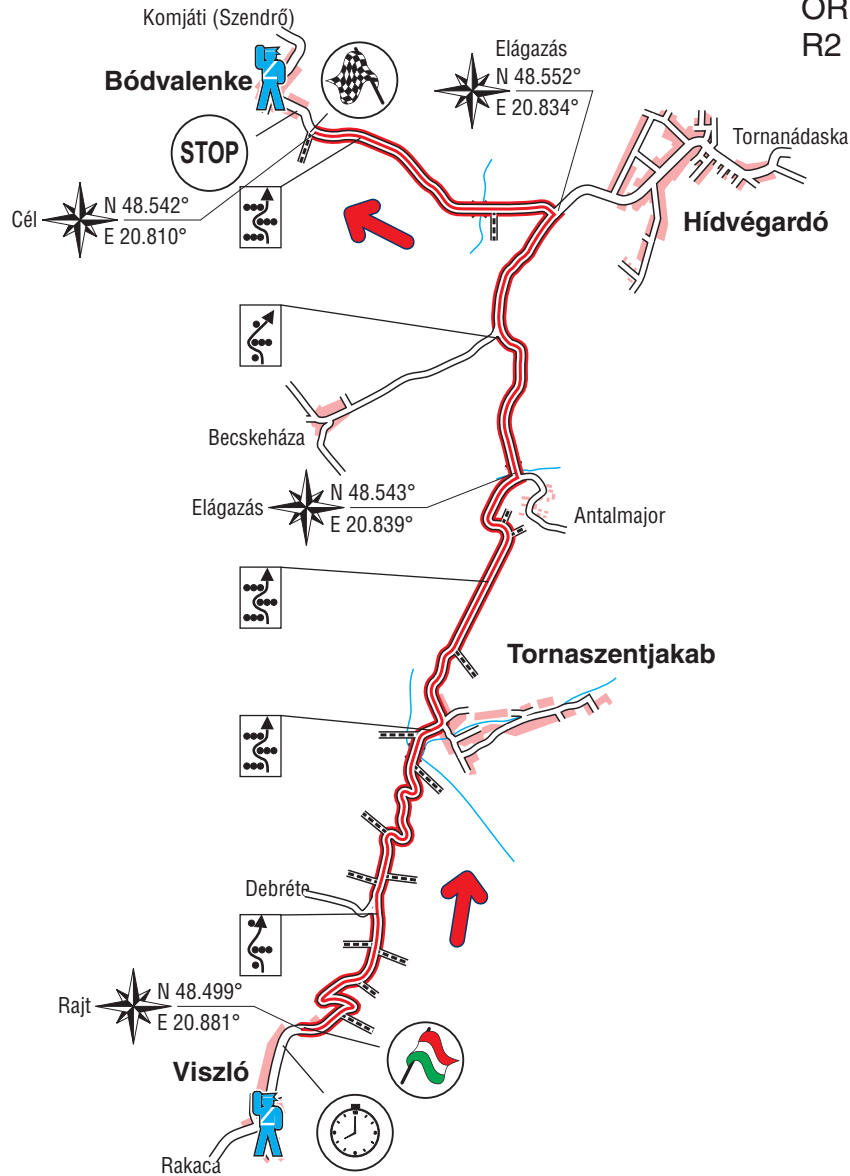 OR
R2
Komjáti (Szendrő)
Elágazás
N 48.552°
E 20.834°
Bódvalenke
STOP
Tornanádaska
Cél
N 48.542°
E 20.810°
Hídvégardó
Becskeháza
Elágazás
N 48.543°
E 20.839°
Antalmajor
Tornaszentjakab
Debréte
Rajt
N 48.499°
E 20.881°
Viszló
Rakaca